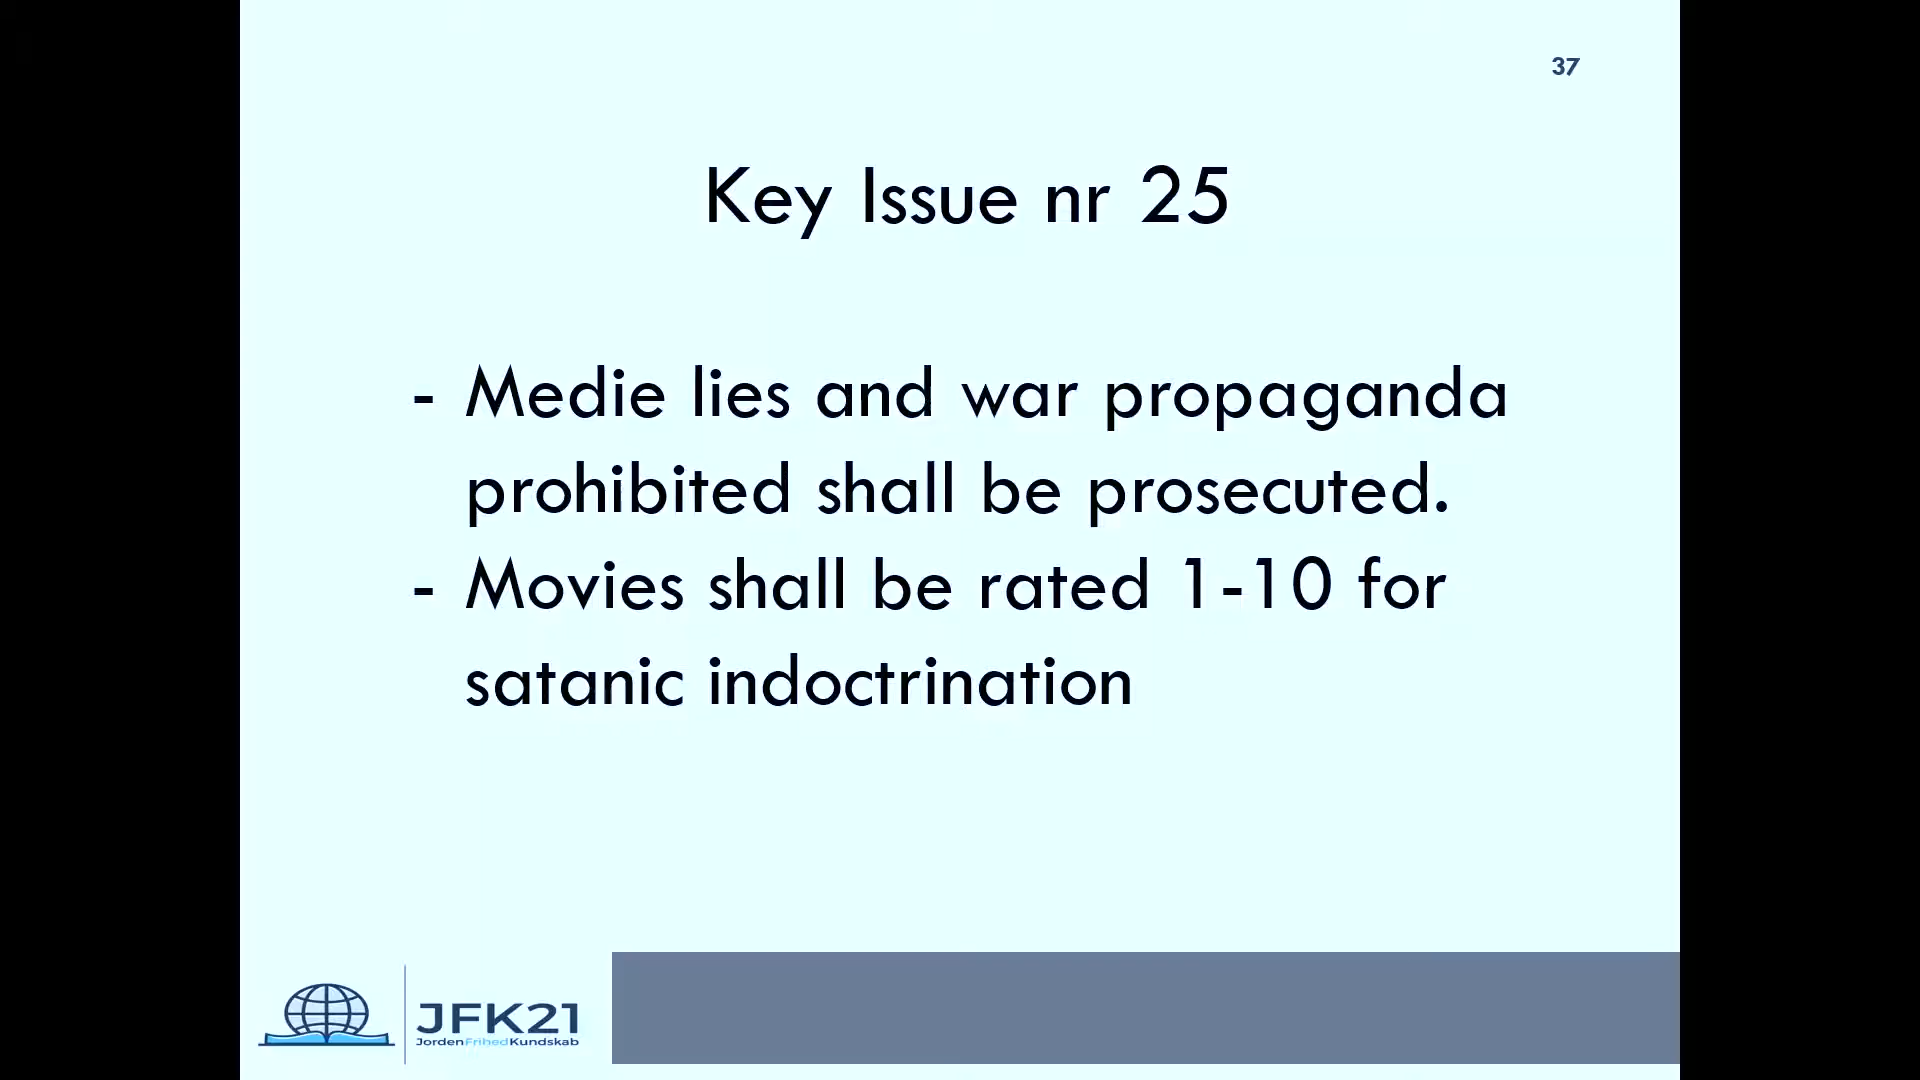 37
Key Issue nr 25
- Medie lies and war propaganda
prohibited shall be prosecuted.
- Movies shall be rated 1-10 for
satanic indoctrination
JFK21
JordenFrihedKundskab